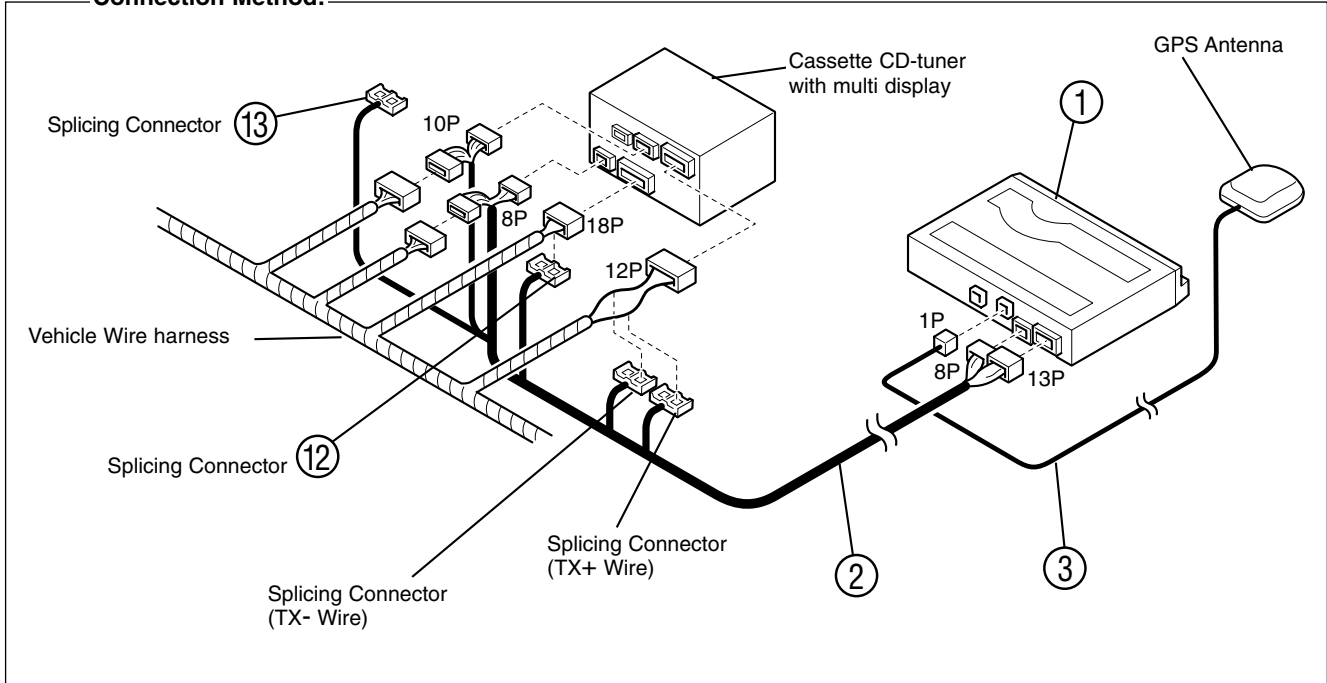 Connection Method:
GPS Antenna
Cassette CD-tuner
with multi display
1
Splicing Connector 13
10P
8P
18P
12P
1P
Vehicle Wire harness
8P
13P
Splicing Connector 12
Splicing Connector
(TX+ Wire)
2
3
Splicing Connector
(TX- Wire)